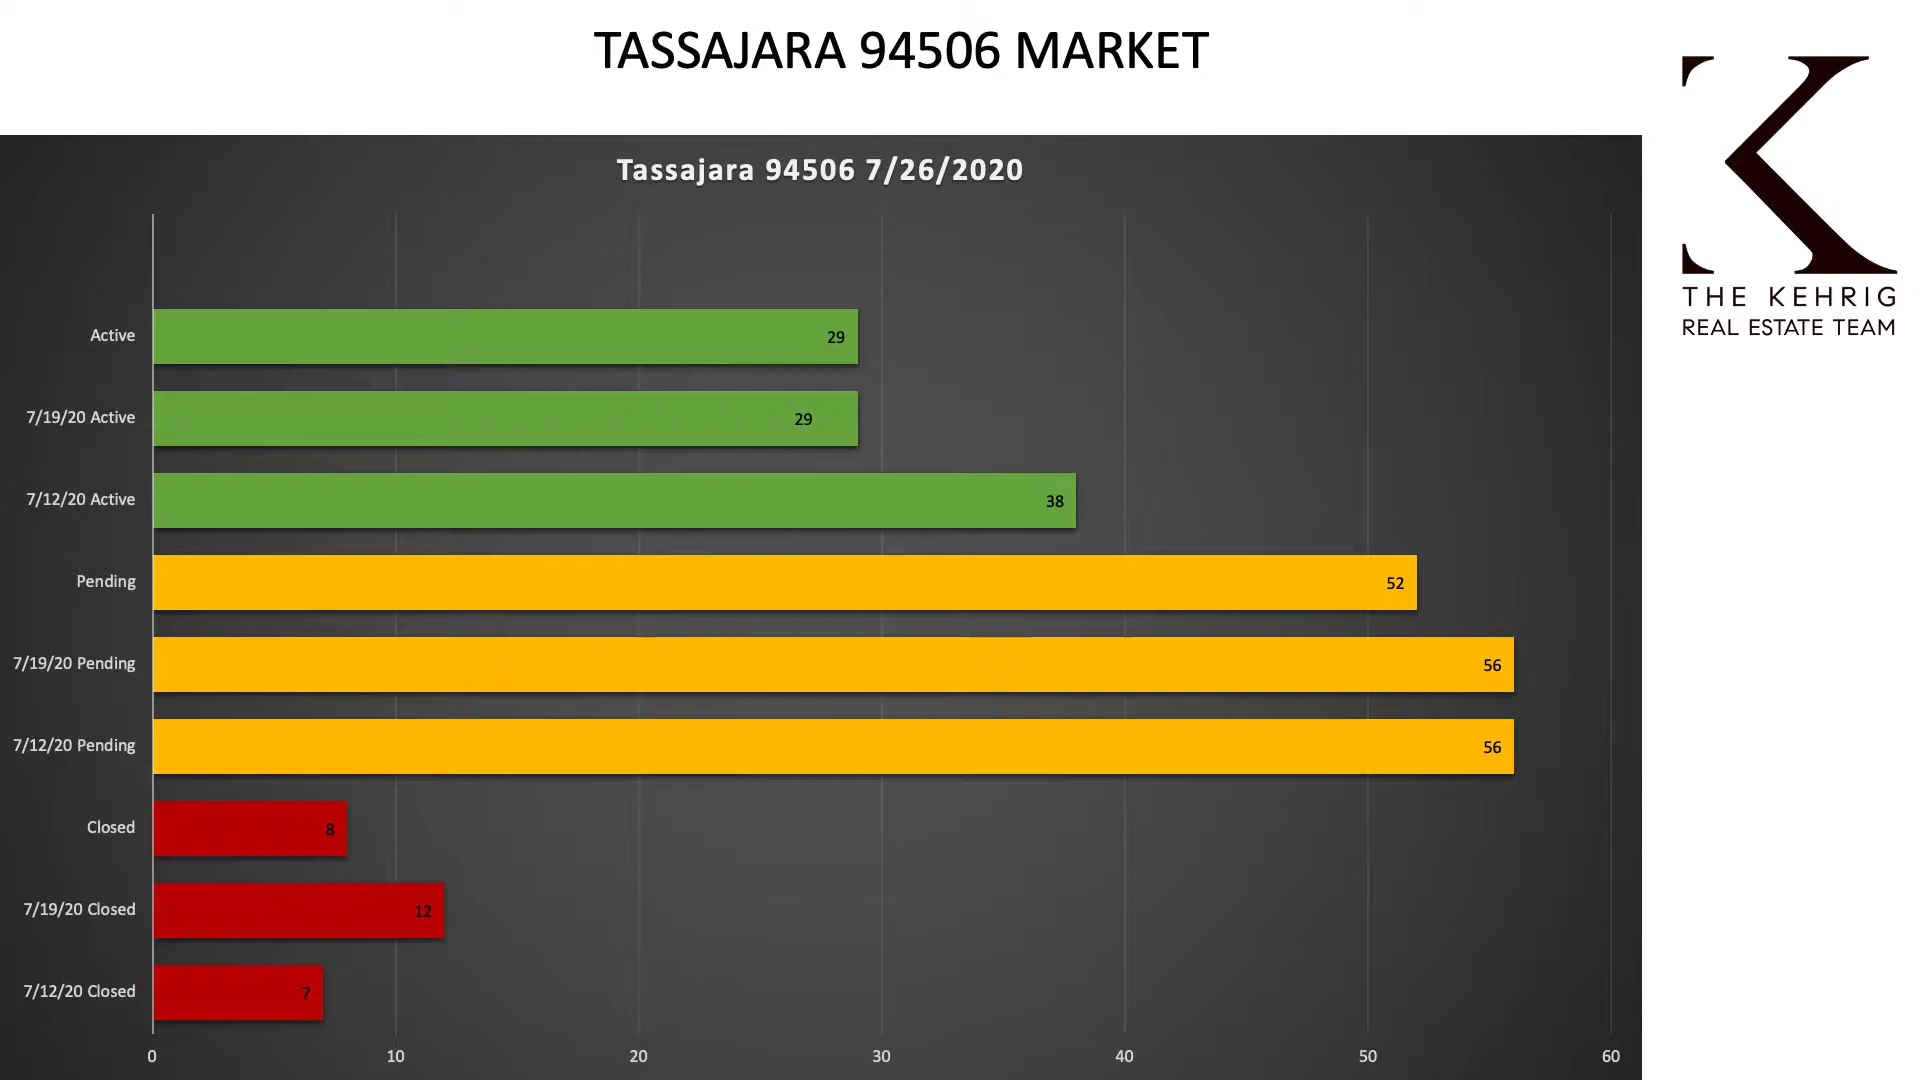 TASSAJARA 94506 MARKET
Tassajara 94506 7/26/2020
Active
29
7/19/20 Active
29
7/12/20 Active
38
Pending
52
7/19/20 Pending
56
7/12/20 Pending
56
Closed
8
7/19/20 Closed
12
7/12/20 Closed
7
0
10
20
30
40
50
60
K
THE KEHRIG
REAL ESTATE TEAM